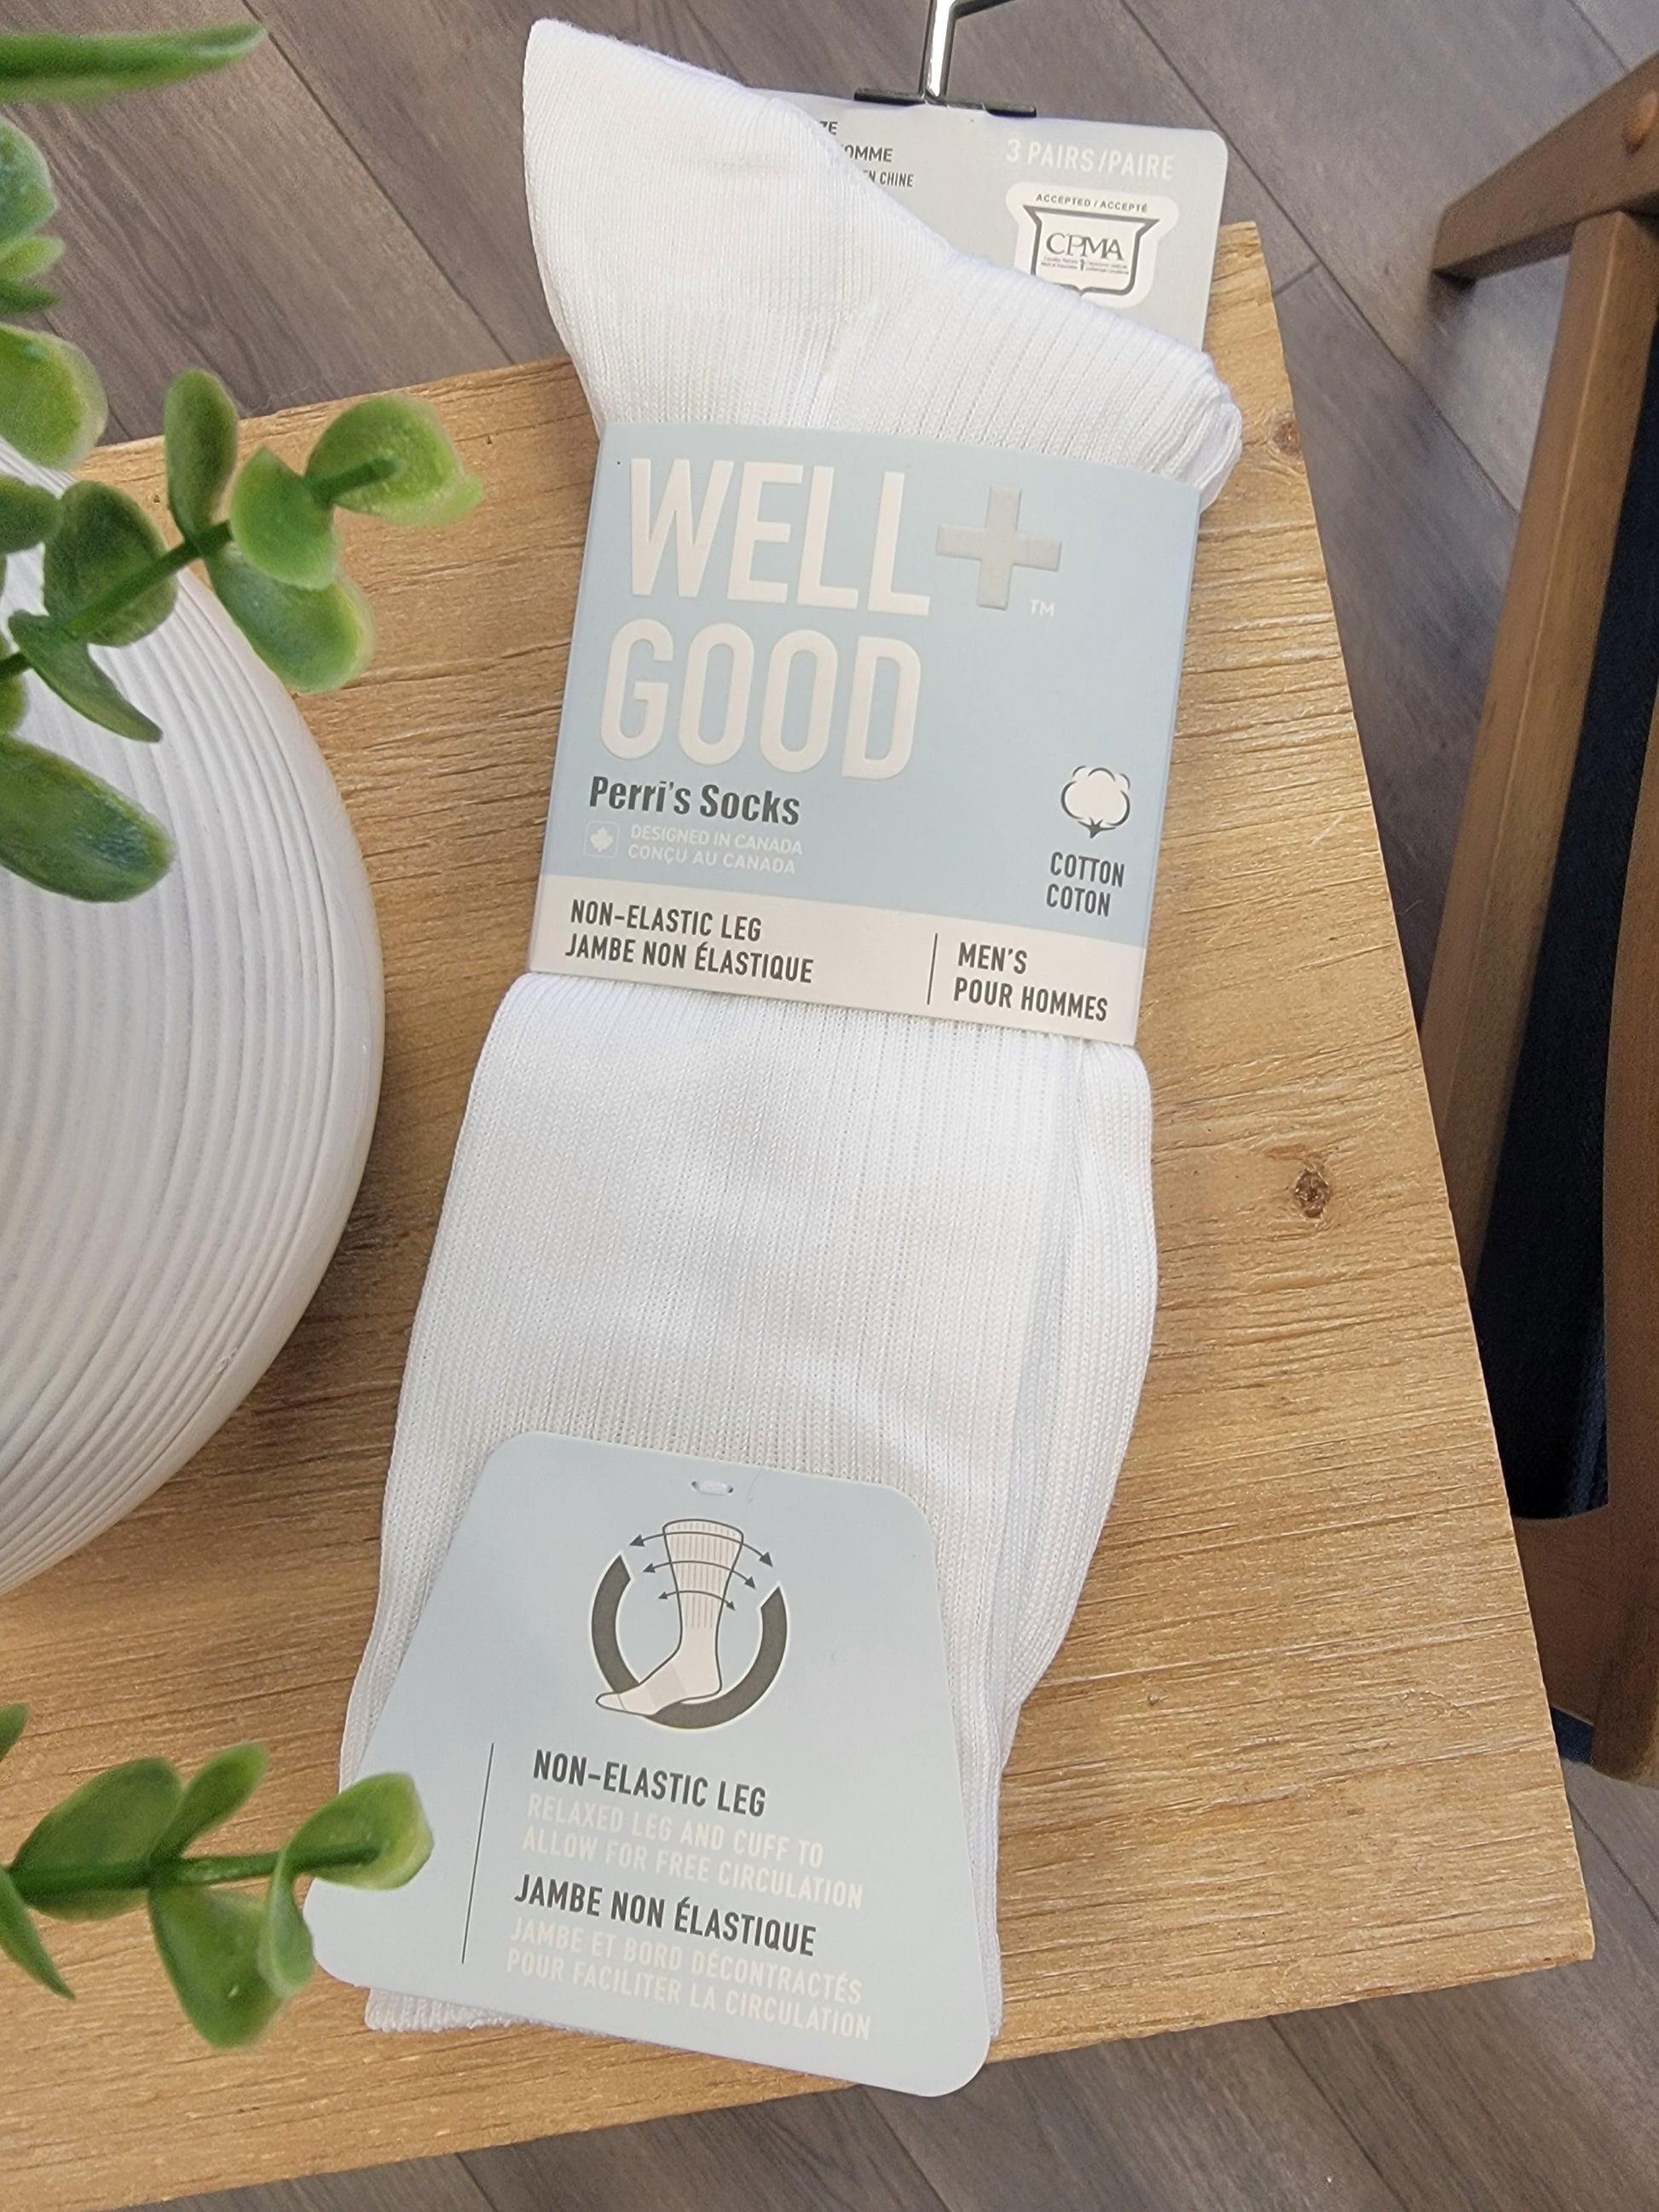 3 PAIRS/PAIRE
ACCEPTED / ACCEPTÉ
CPMA
CHINE
WELL+™
GOOD
Perri's Socks
DESIGNED IN CANADA
CONÇU AU CANADA
COTTON
COTON
NON-ELASTIC LEG
JAMBE NON ÉLASTIQUE
MEN'S
POUR HOMMES
NON-ELASTIC LEG
RELAXED LEG AND CUFF TO
ALLOW FOR FREE CIRCULATION
JAMBE NON ÉLASTIQUE
JAMBE ET BORD DÉCONTRACTÉS
POUR FACILITER LA CIRCULATION